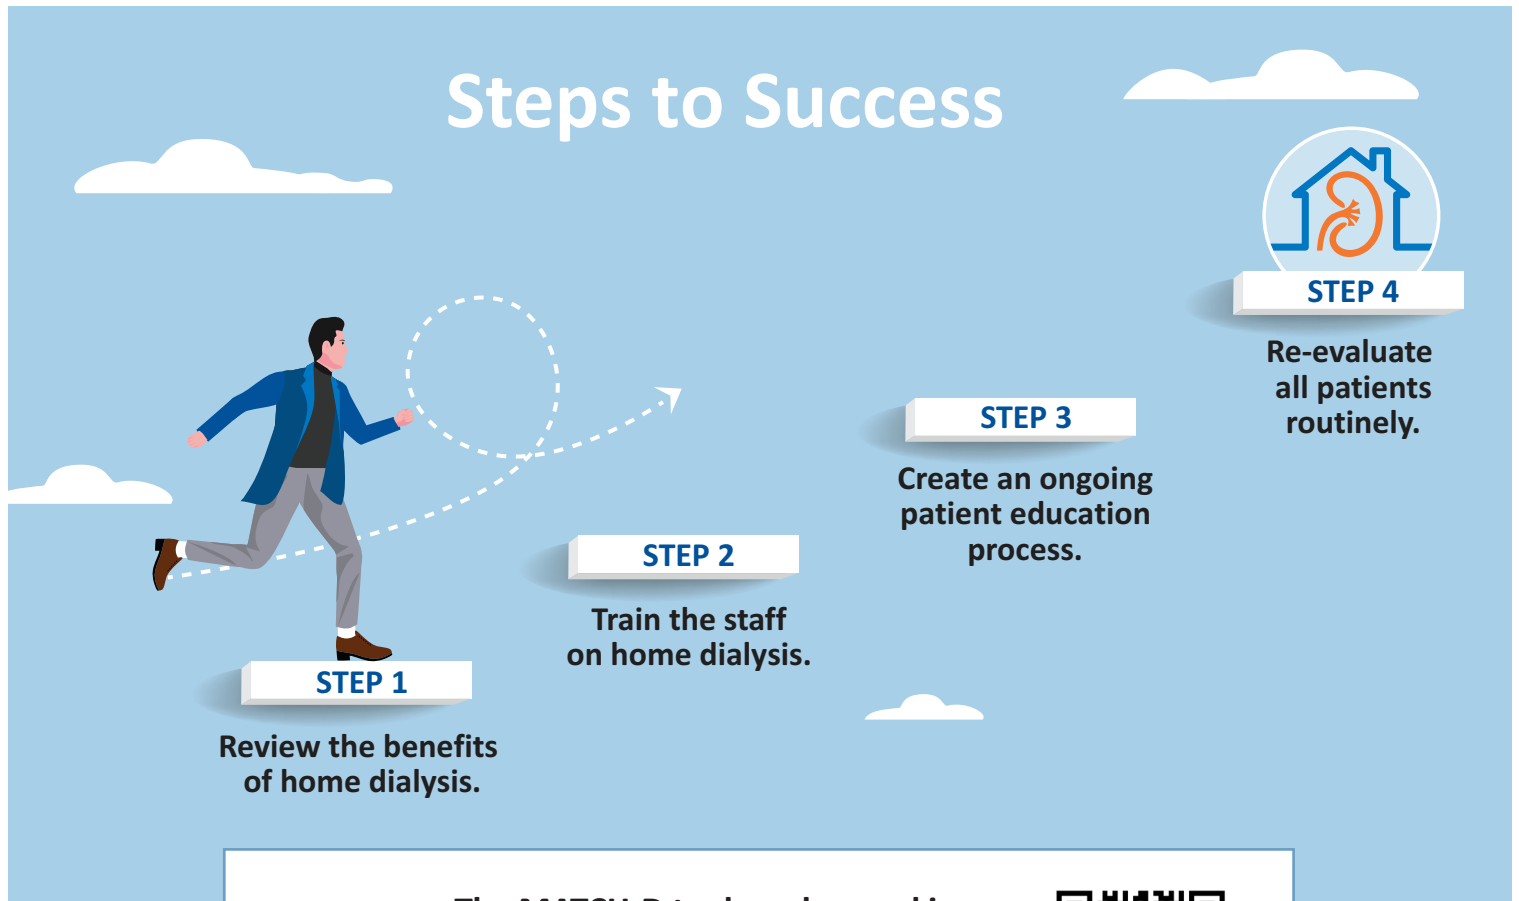 Steps to Success
STEP 1
Review the benefits
of home dialysis.
STEP 2
Train the staff
on home dialysis.
STEP 3
Create an ongoing
patient education
process.
STEP 4
Re-evaluate
all patients
routinely.